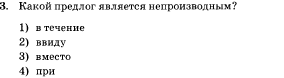 3. Какой предлог является непроизводным?
1) в течение
2) ввиду
3) вместо
4) при